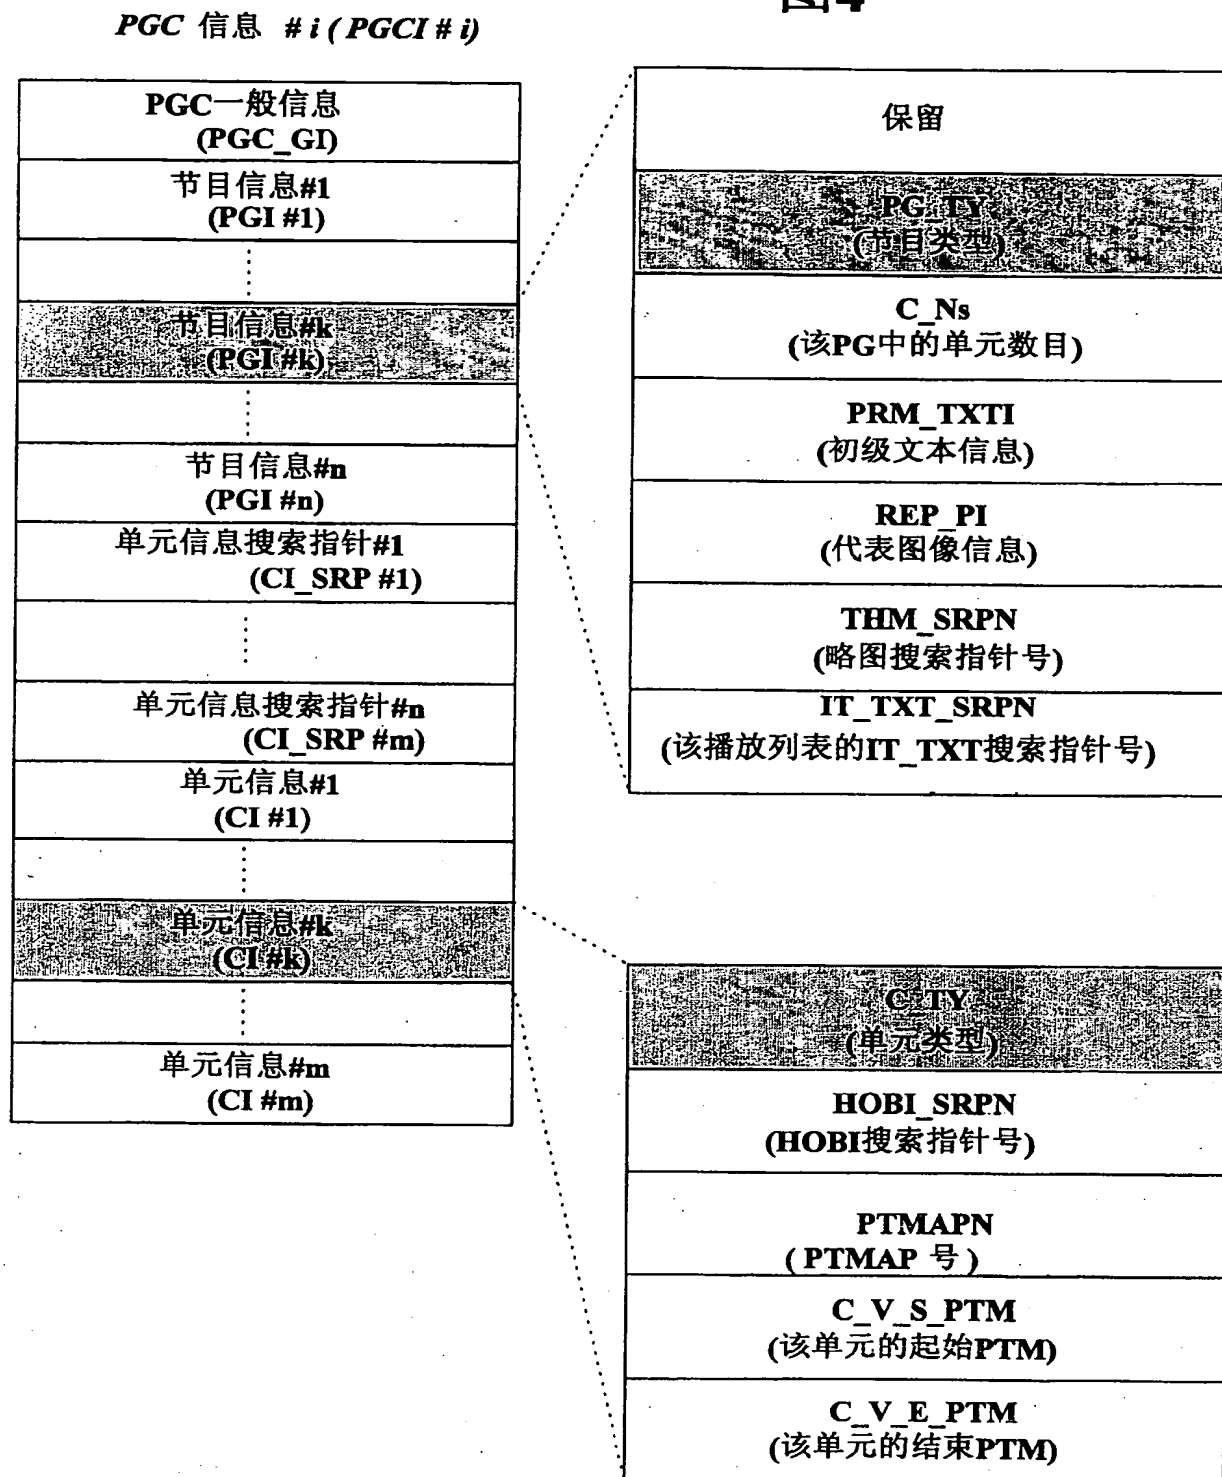 图4
PGC 信息 # i ( PGCI # i)
PGC一般信息
(PGC_GI)
节目信息#1
(PGI #1)
节目信息#k
(PGI #k)
节目信息#n
(PGI #n)
单元信息搜索指针#1
(CI_SRP #1)
单元信息搜索指针#n
(CI_SRP #m)
单元信息#1
(CI #1)
单元信息#k
(CI #k)
单元信息#m
(CI #m)
保留
PG_TY
(节目类型)
C_Ns
(该PG中的单元数目)
PRM_TXTI
(初级文本信息)
REP_PI
(代表图像信息)
THM_SRPN
(略图搜索指针号)
IT_TXT_SRPN
(该播放列表的IT_TXT搜索指针号)
C_TY
(单元类型)
HOBI_SRPN
(HOBI搜索指针号)
PTMAPN
( PTMAP 号 )
C_V_S_PTM
(该单元的起始PTM)
C_V_E_PTM
(该单元的结束PTM)